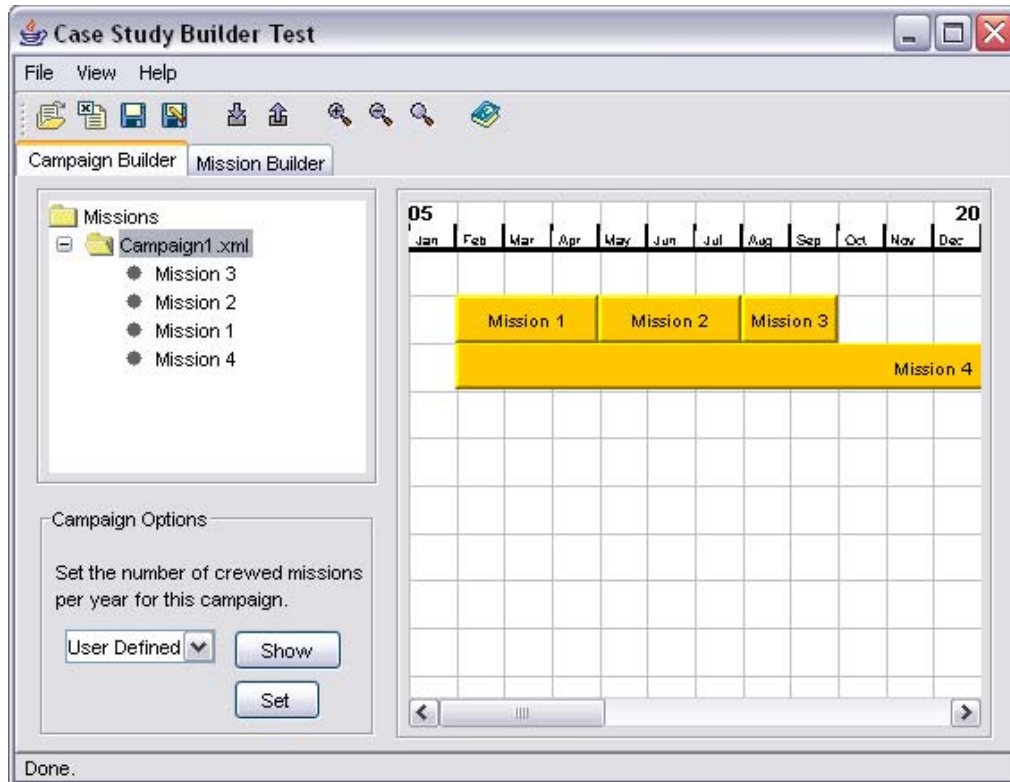 Case Study Builder Test
File View Help
Campaign Builder Mission Builder
Missions
Campaign1.xml
Mission 3
Mission 2
Mission 1
Mission 4
Campaign Options
Set the number of crewed missions
per year for this campaign.
User Defined Show
Set
05 20
Jan Feb Mar Apr May Jun Jul Aug Sep Oct Nov Dec
Mission 1 Mission 2 Mission 3
Mission 4
Done.